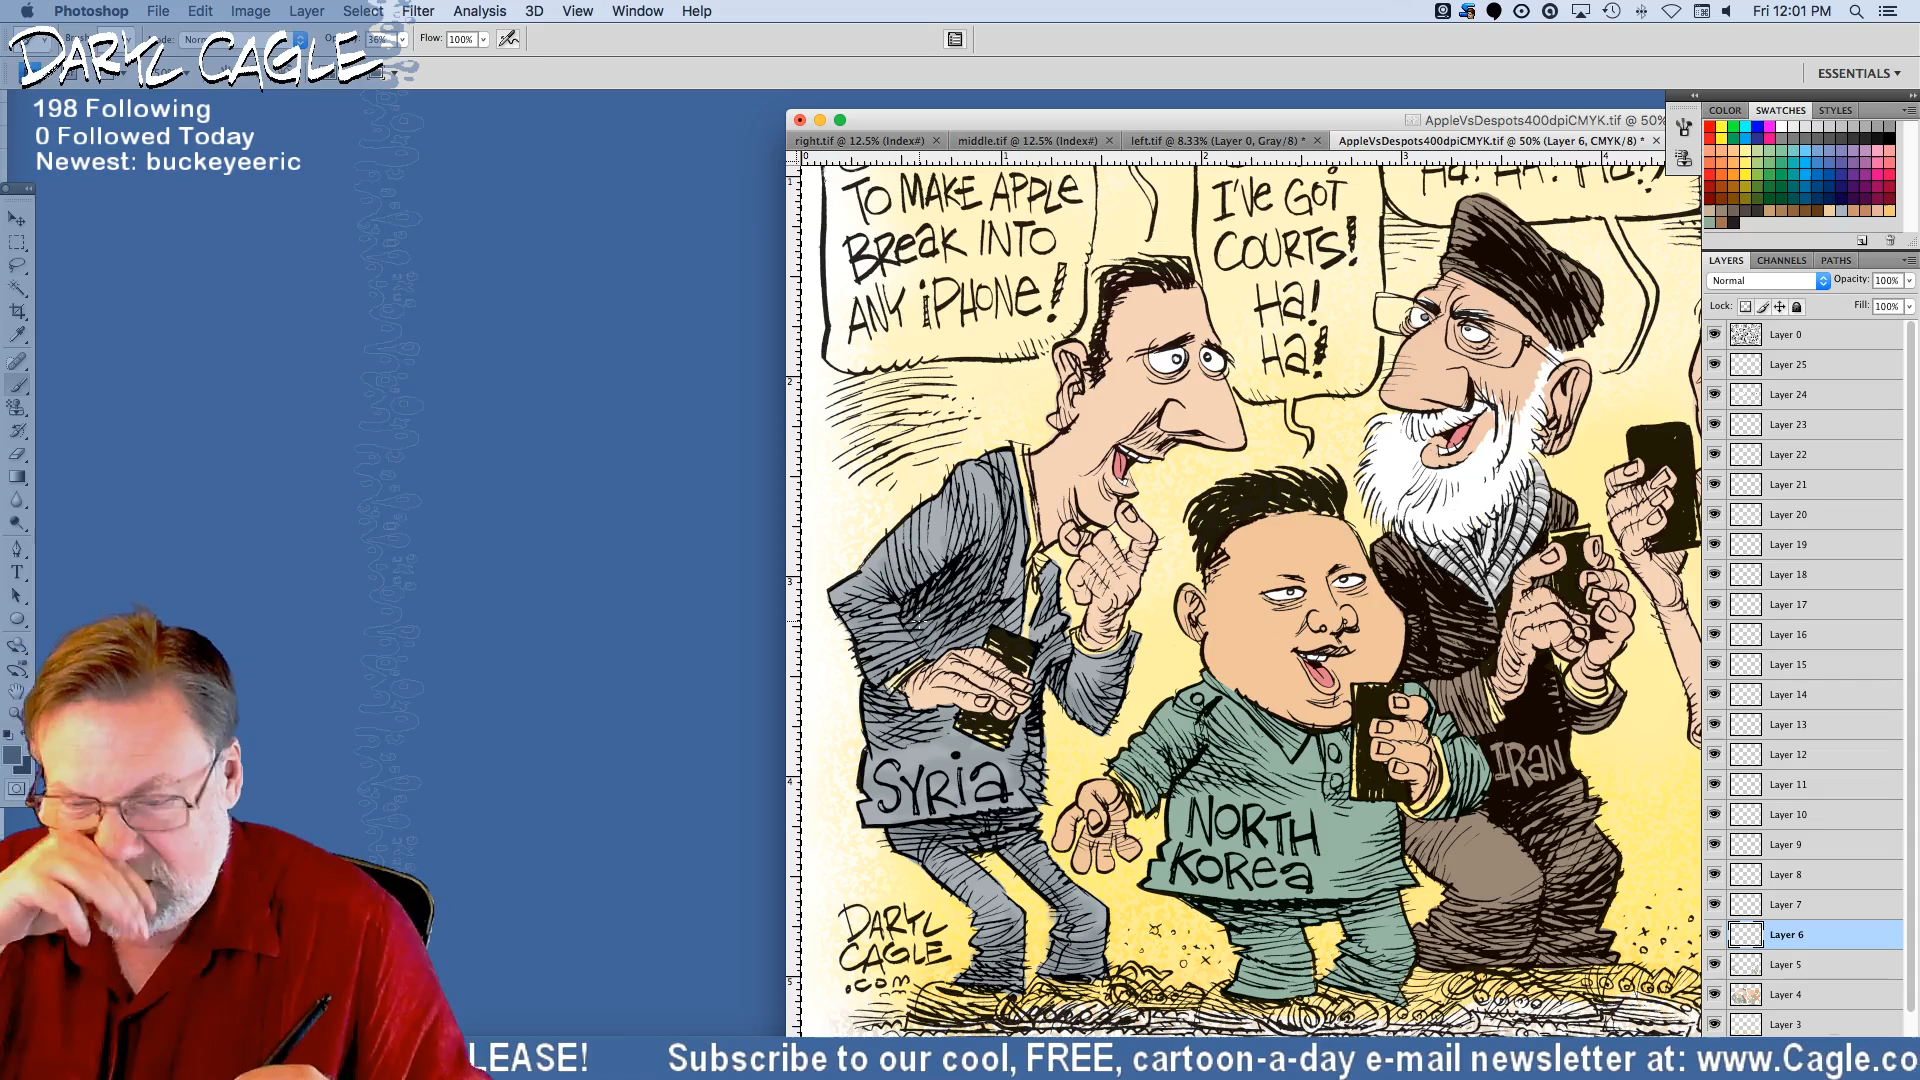 Photoshop File Edit Image Layer Select Filter Analysis 3D View Window Help
Fri 12:01 PM
Flow: 100%
ESSENTIALS
DARYL CAGLE
198 Following
0 Followed Today
Newest: buckeyeeric
AppleVsDespots400dpiCMYK.tif @ 50%
right.tif @ 12.5% (Index#)
middle.tif @ 12.5% (Index#)
left.tif @ 8.33% (Layer 0, Gray/8) *
AppleVsDespots400dpiCMYK.tif @ 50% (Layer 6, CMYK/8) *
COLOR SWATCHES STYLES
TO MAKE APPLE
BREAK INTO
ANY iPHONE!
I'VE GOT
COURTS!
HA!
HA!
HA! HA! HA!
SYRIA
NORTH
KOREA
IRAN
DARYL
CAGLE
.com
LAYERS CHANNELS PATHS
Normal Opacity: 100%
Lock: Fill: 100%
Layer 0
Layer 25
Layer 24
Layer 23
Layer 22
Layer 21
Layer 20
Layer 19
Layer 18
Layer 17
Layer 16
Layer 15
Layer 14
Layer 13
Layer 12
Layer 11
Layer 10
Layer 9
Layer 8
Layer 7
Layer 6
Layer 5
Layer 4
Layer 3
LEASE! Subscribe to our cool, FREE, cartoon-a-day e-mail newsletter at: www.Cagle.co